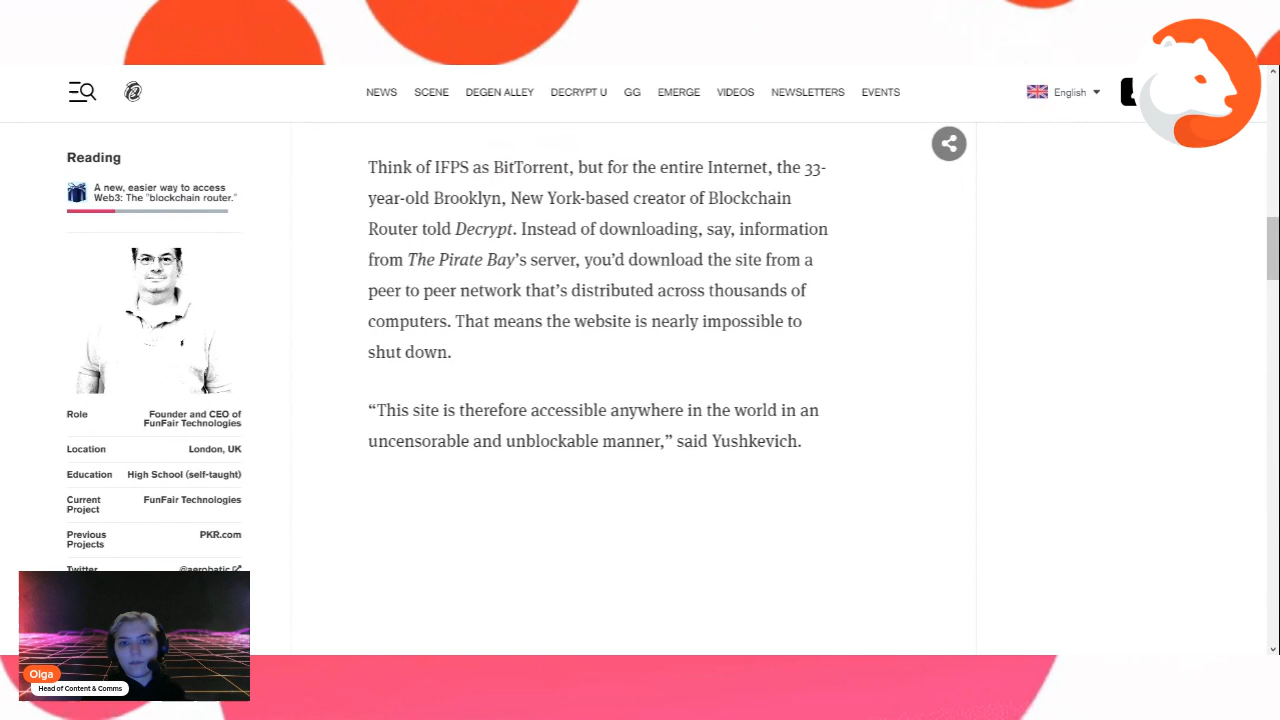 NEWS
SCENE
DEGEN ALLEY
DECRYPT U
GG
EMERGE
VIDEOS
NEWSLETTERS
EVENTS
English
Reading
A new, easier way to access
Web3: The "blockchain router."
Role
Founder and CEO of
FunFair Technologies
Location
London, UK
Education
High School (self-taught)
Current
Project
FunFair Technologies
Previous
Projects
PKR.com
Twitter
@aerobatic
Think of IFPS as BitTorrent, but for the entire Internet, the 33-
year-old Brooklyn, New York-based creator of Blockchain
Router told Decrypt. Instead of downloading, say, information
from The Pirate Bay’s server, you’d download the site from a
peer to peer network that’s distributed across thousands of
computers. That means the website is nearly impossible to
shut down.
“This site is therefore accessible anywhere in the world in an
uncensorable and unblockable manner,” said Yushkevich.
Olga
Head of Content & Comms